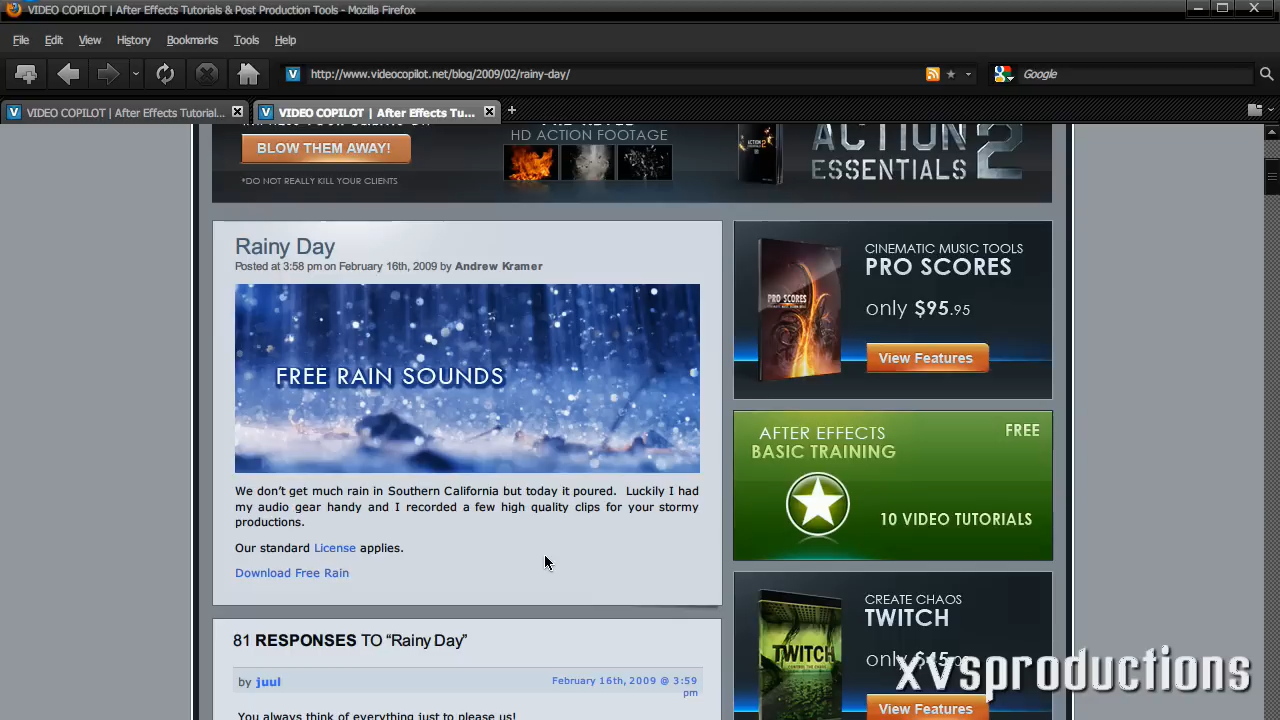 VIDEO COPILOT | After Effects Tutorials & Post Production Tools - Mozilla Firefox
File Edit View History Bookmarks Tools Help
http://www.videocopilot.net/blog/2009/02/rainy-day/
Google
VIDEO COPILOT | After Effects Tutorial...
VIDEO COPILOT | After Effects Tu...
BLOW THEM AWAY!
*DO NOT REALLY KILL YOUR CLIENTS
HD ACTION FOOTAGE
ACTION
ESSENTIALS 2
Rainy Day
Posted at 3:58 pm on February 16th, 2009 by Andrew Kramer
FREE RAIN SOUNDS
We don't get much rain in Southern California but today it poured. Luckily I had
my audio gear handy and I recorded a few high quality clips for your stormy
productions.
Our standard License applies.
Download Free Rain
81 RESPONSES TO “Rainy Day”
by juul
February 16th, 2009 @ 3:59
pm
You always think of everything just to please us!
CINEMATIC MUSIC TOOLS
PRO SCORES
PRO SCORES
only $95.95
View Features
AFTER EFFECTS
BASIC TRAINING
FREE
10 VIDEO TUTORIALS
CREATE CHAOS
TWITCH
TWITCH
only
View Features
xvsproductions